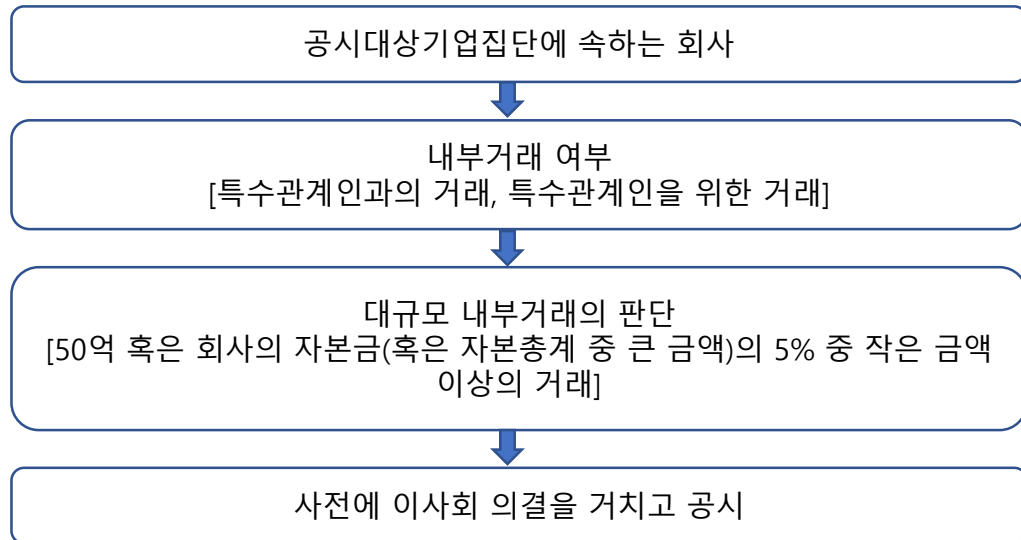 공시대상기업집단에 속하는 회사
내부거래 여부
[특수관계인과의 거래, 특수관계인을 위한 거래]
대규모 내부거래의 판단
[50억 혹은 회사의 자본금(혹은 자본총계 중 큰 금액)의 5% 중 작은 금액
이상의 거래]
사전에 이사회 의결을 거치고 공시